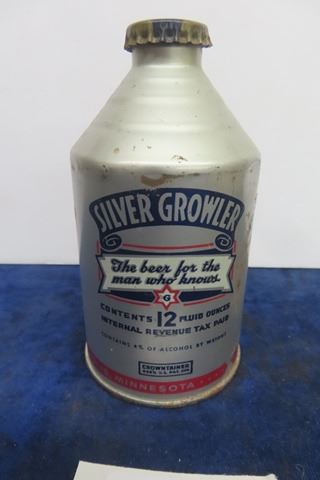 SILVER GROWLER
The beer for the
man who knows.
G
CONTENTS 12 FLUID OUNCES
INTERNAL REVENUE TAX PAID
CONTAINS 4% OF ALCOHOL BY WEIGHT
CROWNTAINER
MINNESOTA